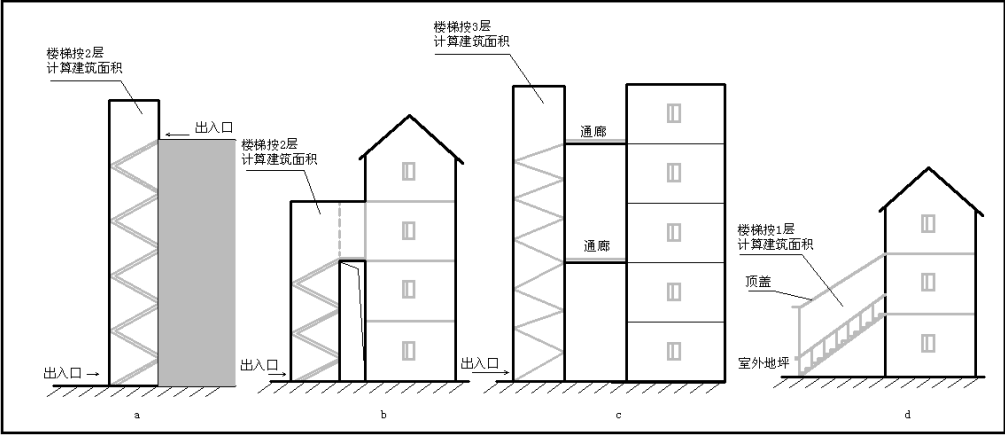 楼梯按2层
计算建筑面积
出入口
出入口
a
楼梯按2层
计算建筑面积
出入口
b
楼梯按3层
计算建筑面积
通廊
通廊
出入口
c
楼梯按1层
计算建筑面积
顶盖
室外地坪
d